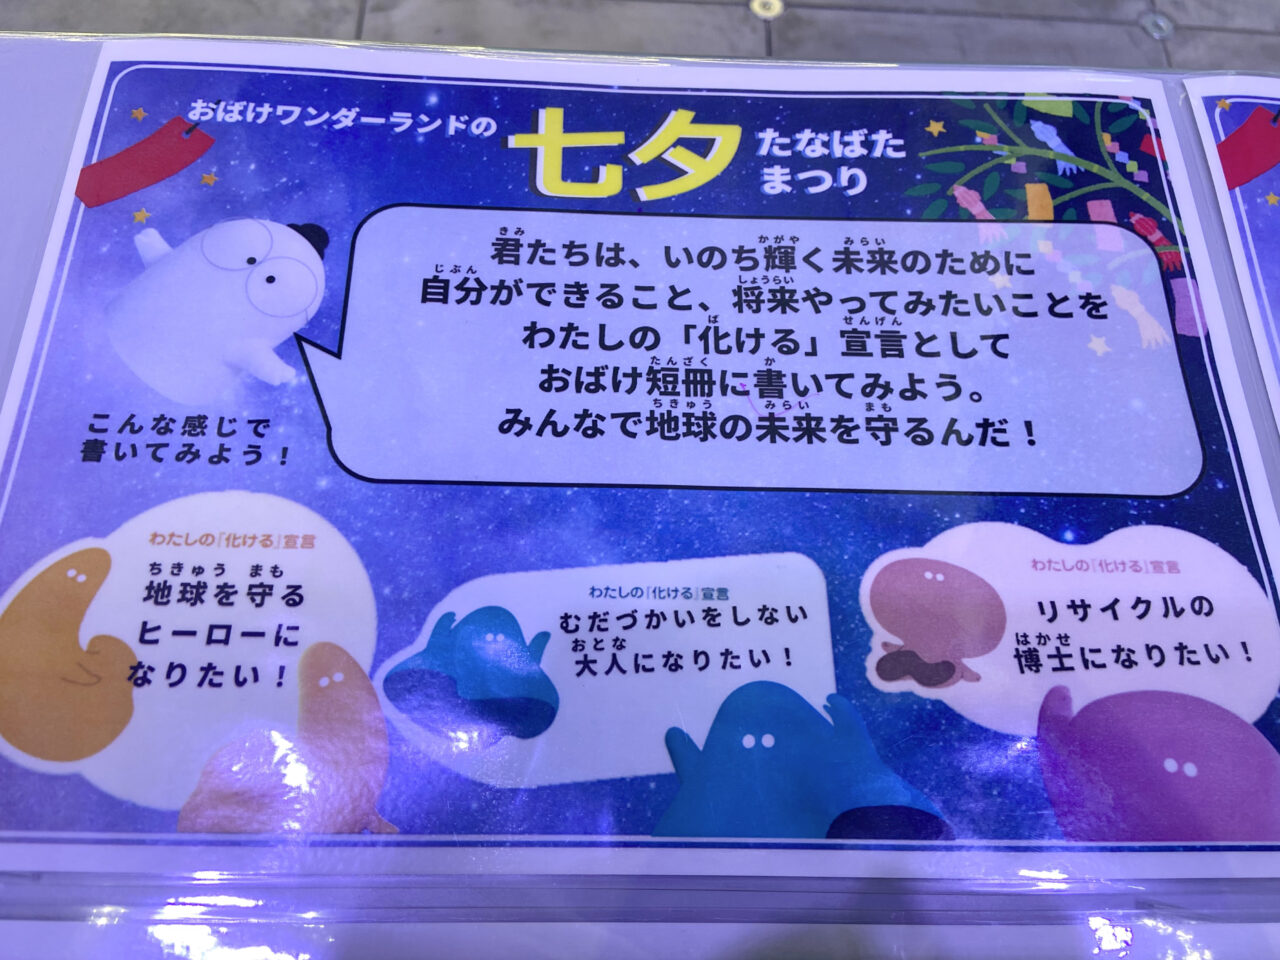 おばけワンダーランドの
七夕
たなばた
まつり
君たちは、いのち輝く未来のために
自分ができること、将来やってみたいことを
わたしの「化ける」宣言として
おばけ短冊に書いてみよう。
みんなで地球の未来を守るんだ！
こんな感じで
書いてみよう！
わたしの『化ける』宣言
地球を守る
ヒーローに
なりたい！
わたしの『化ける』宣言
むだづかいをしない
大人になりたい！
わたしの『化ける』宣言
リサイクルの
博士になりたい！